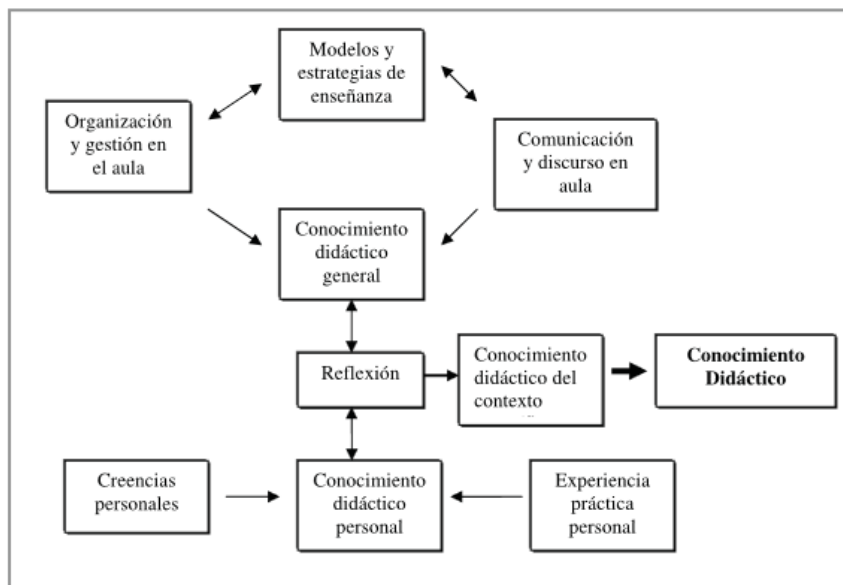 Modelos y
estrategias de
enseñanza
Organización
y gestión en
el aula
Comunicación
y discurso en
aula
Conocimiento
didáctico
general
Reflexión
Conocimiento
didáctico del
contexto
Conocimiento
Didáctico
Creencias
personales
Conocimiento
didáctico
personal
Experiencia
práctica
personal